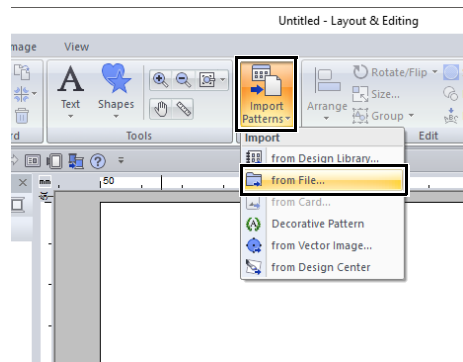 Untitled - Layout & Editing
mage View
A
Text
Shapes
Import
Patterns
Arrange
Rotate/Flip
Size...
Group
rd
Tools
Edit
Import
from Design Library...
from File...
from Card...
Decorative Pattern
from Vector Image...
from Design Center
mm
50